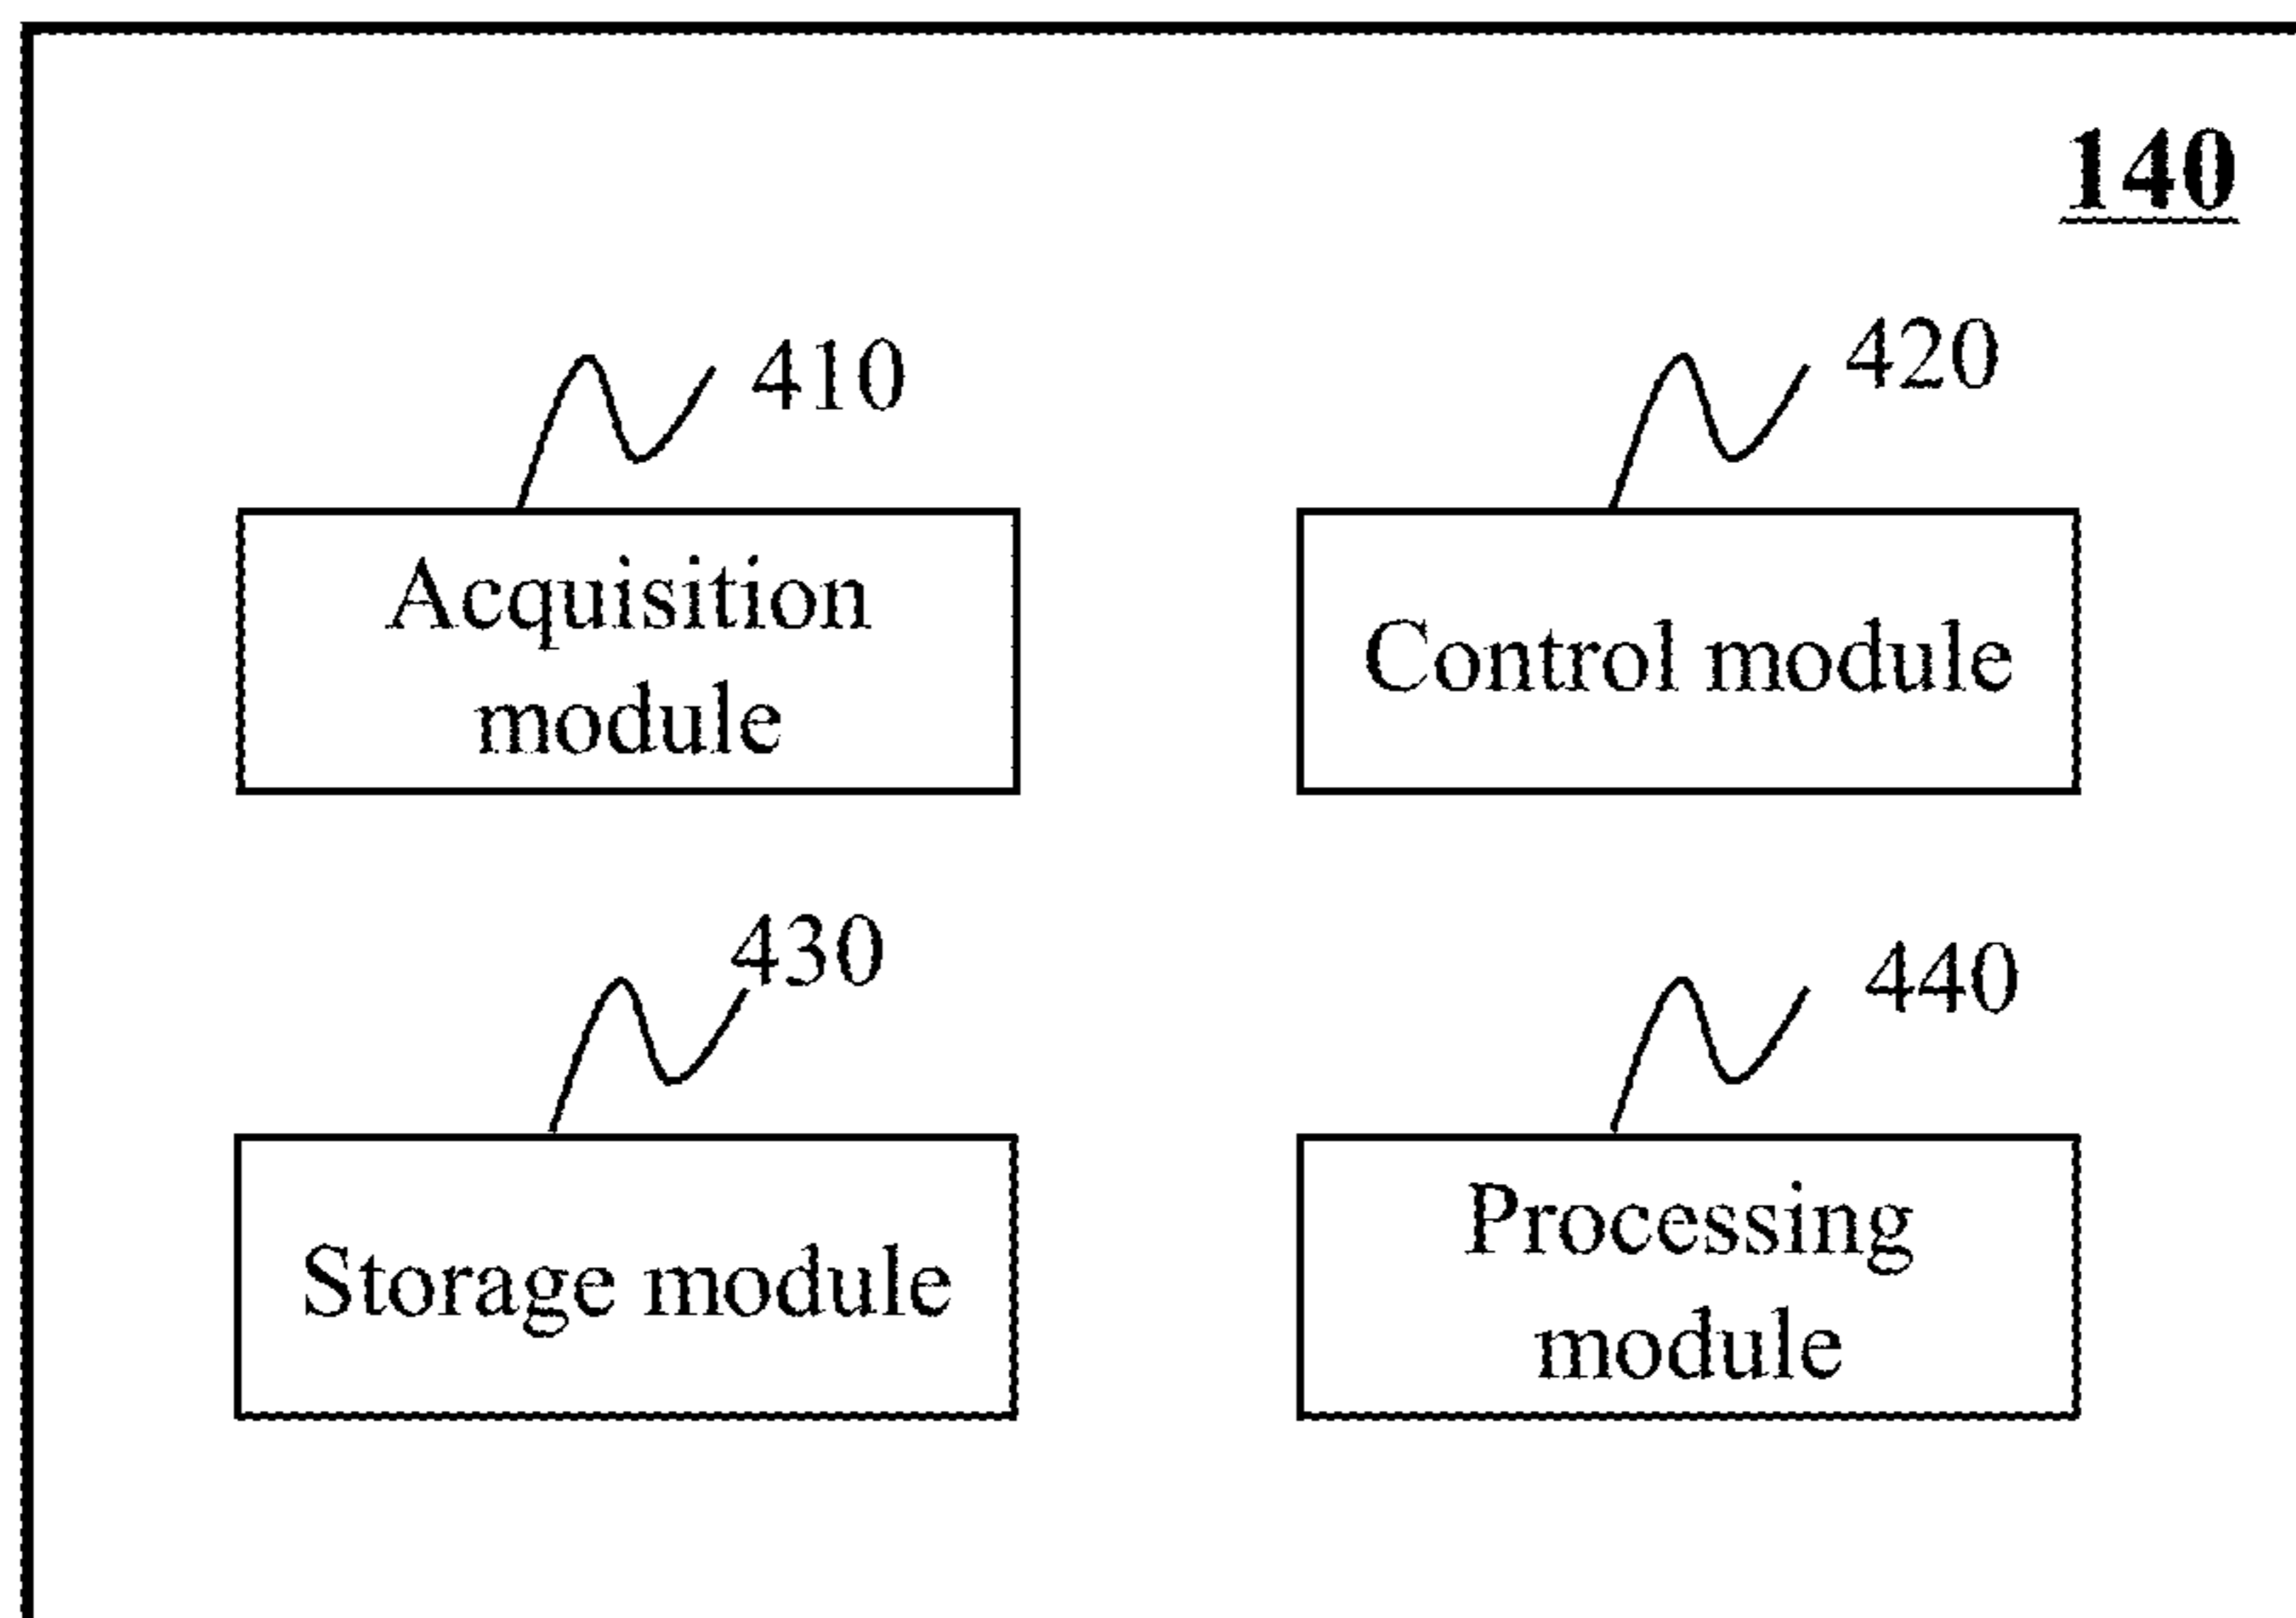 140
410
420
Acquisition
module
Control module
430
440
Storage module
Processing
module